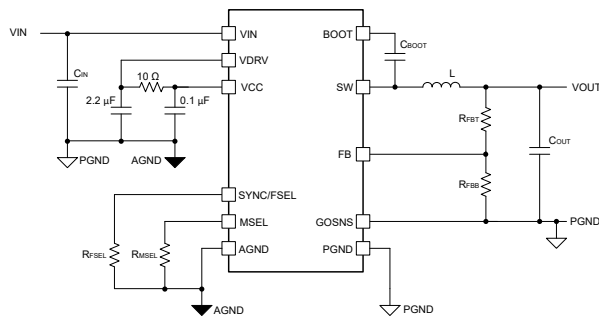 VIN
VIN
BOOT
CBOOT
VDRV
CIN
10 Ω
VCC
SW
L
VOUT
2.2 µF
0.1 µF
RFBT
COUT
FB
PGND
AGND
RFBB
SYNC/FSEL
MSEL
GOSNS
PGND
RFSEL
RMSEL
AGND
PGND
AGND
PGND